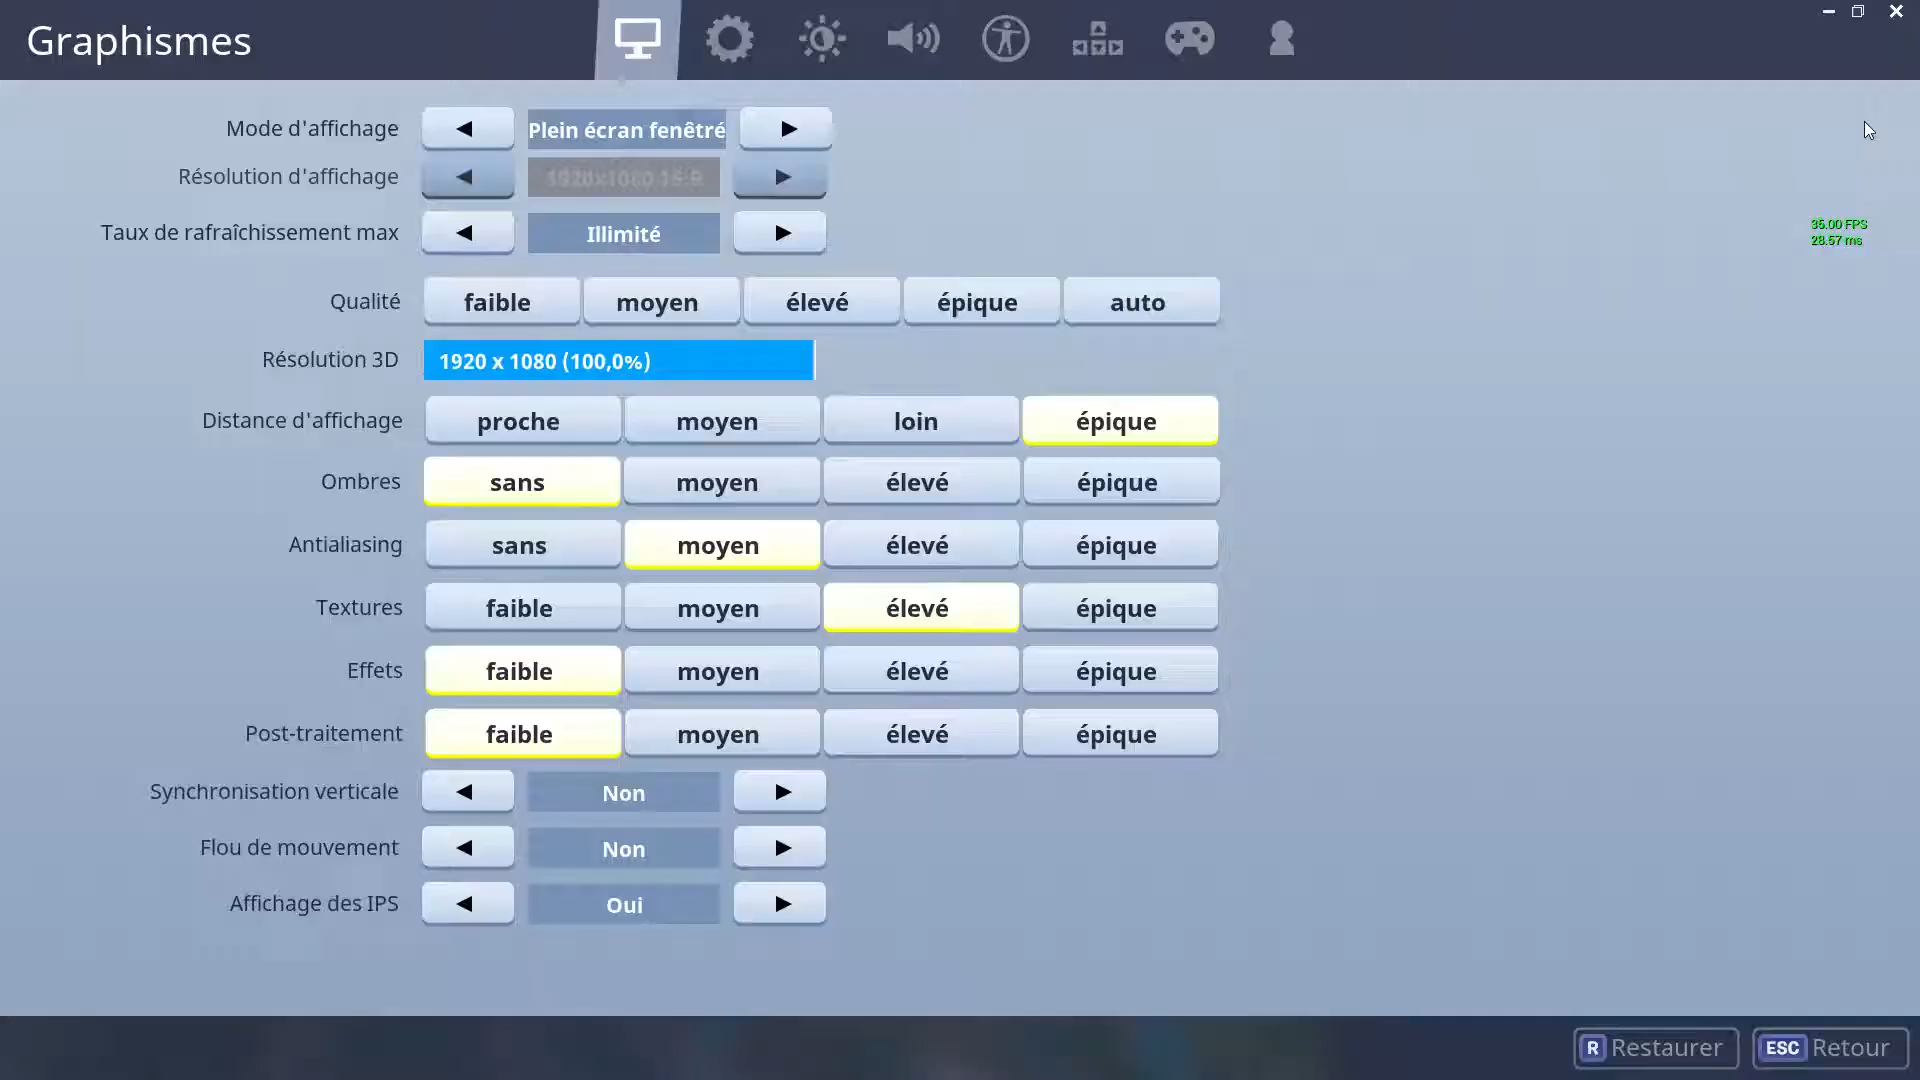 Graphismes
Mode d'affichage Plein écran fenêtré
Résolution d'affichage 1920x1080 16:9
Taux de rafraîchissement max Illimité
35.00 FPS
28.57 ms
Qualité faible moyen élevé épique auto
Résolution 3D 1920 x 1080 (100,0%)
Distance d'affichage proche moyen loin épique
Ombres sans moyen élevé épique
Antialiasing sans moyen élevé épique
Textures faible moyen élevé épique
Effets faible moyen élevé épique
Post-traitement faible moyen élevé épique
Synchronisation verticale Non
Flou de mouvement Non
Affichage des IPS Oui
R Restaurer ESC Retour